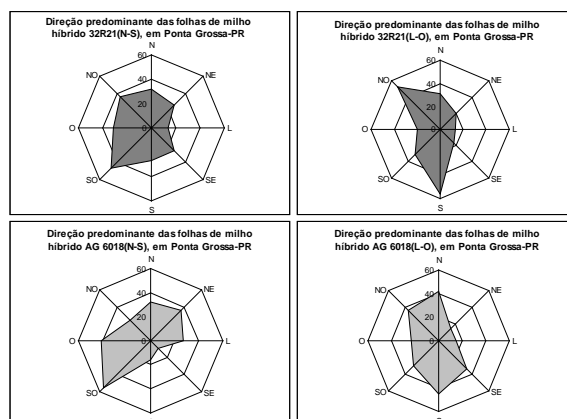 Direção predominante das folhas de milho
híbrido 32R21(N-S), em Ponta Grossa-PR
N
60
NO
NE
40
20
O
0
L
SO
SE
S
Direção predominante das folhas de milho
híbrido 32R21(L-O), em Ponta Grossa-PR
N
60
NO
NE
40
20
O
0
L
SO
SE
S
Direção predominante das folhas de milho
híbrido AG 6018(N-S), em Ponta Grossa-PR
N
60
NO
NE
40
20
O
0
L
SO
SE
Direção predominante das folhas de milho
híbrido AG 6018(L-O), em Ponta Grossa-PR
N
60
NO
NE
40
20
O
0
L
SO
SE